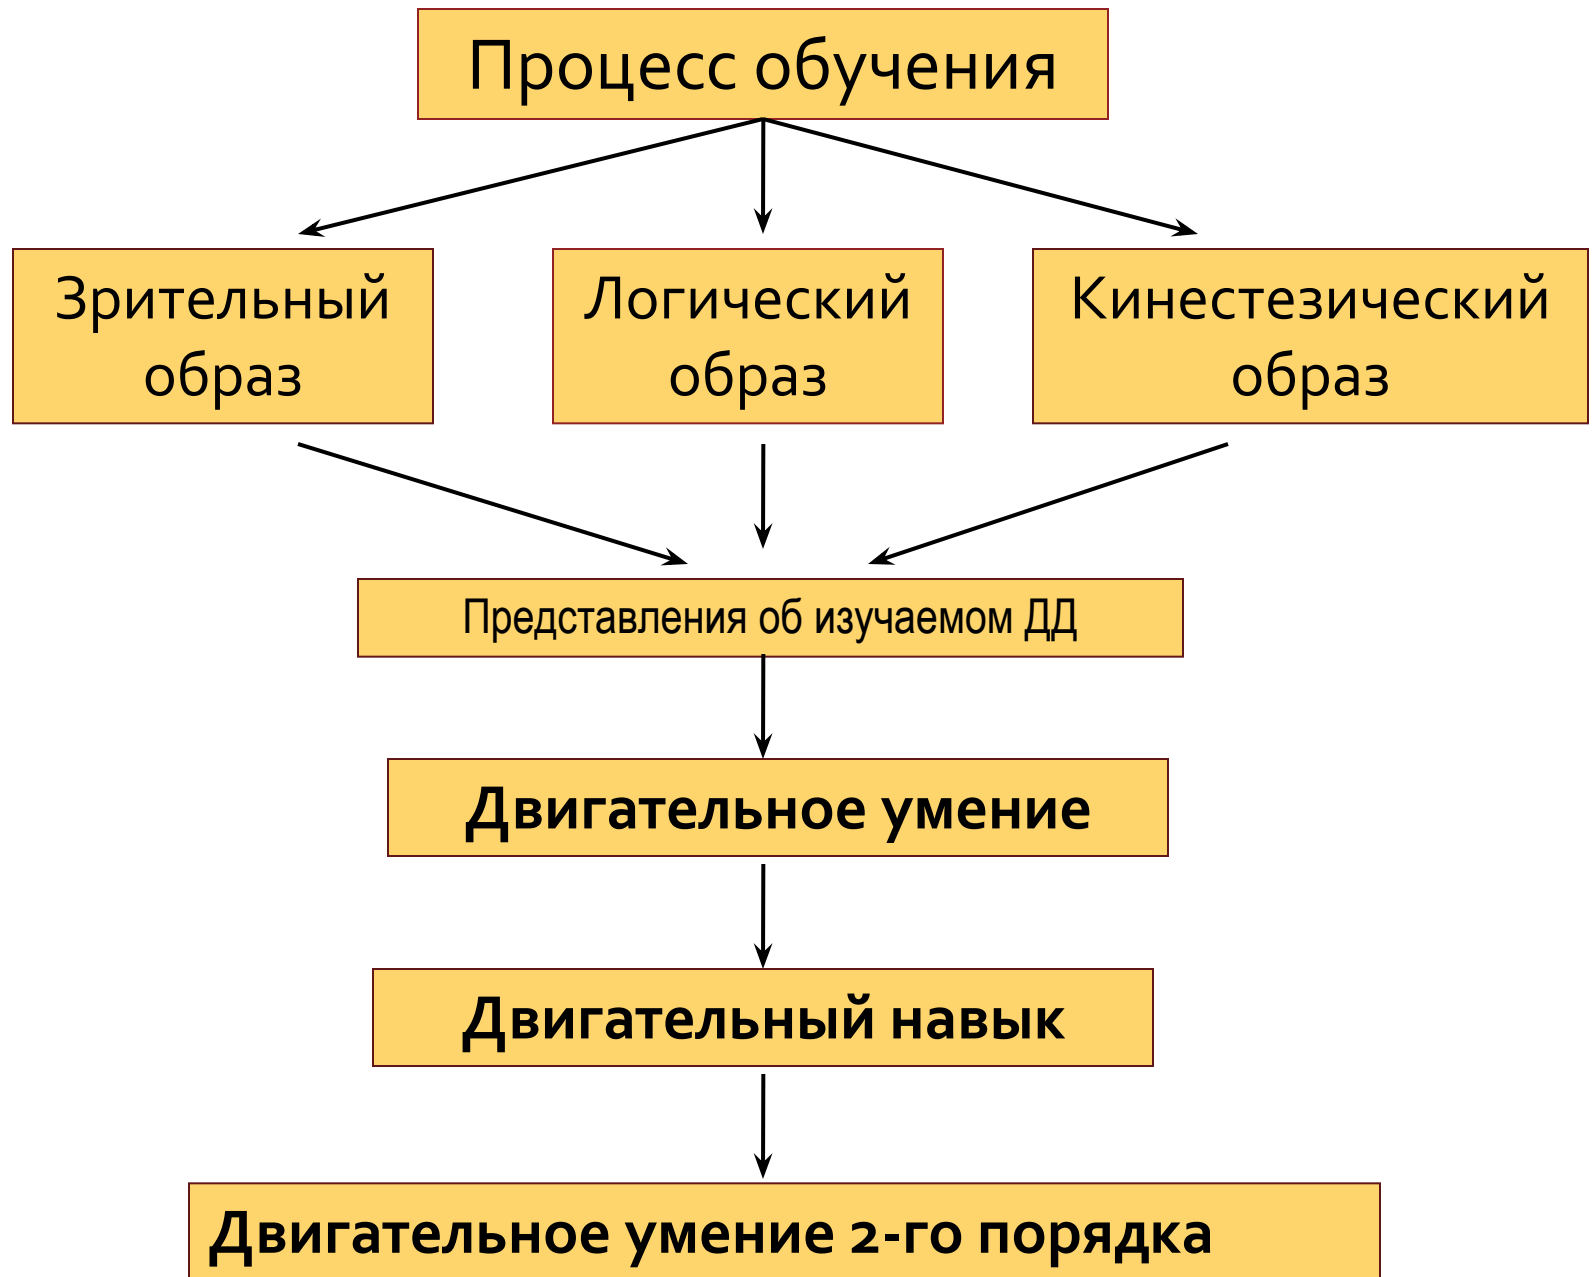 Процесс обучения
Зрительный
образ
Логический
образ
Кинестезический
образ
Представления об изучаемом ДД
Двигательное умение
Двигательный навык
Двигательное умение 2-го порядка